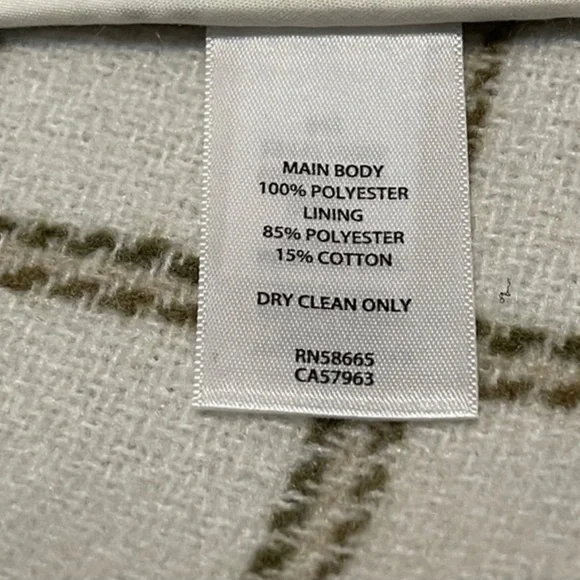 MAIN BODY
100% POLYESTER
LINING
85% POLYESTER
15% COTTON
DRY CLEAN ONLY
RN58665
CA57963